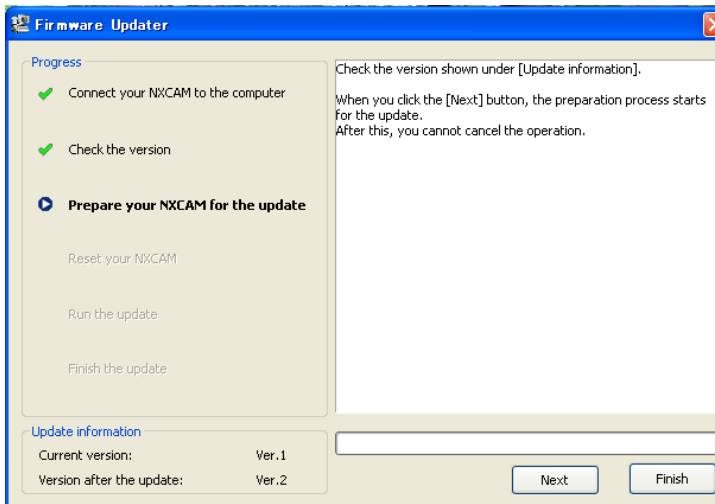 Firmware Updater
Progress
Connect your NXCAM to the computer
Check the version
Prepare your NXCAM for the update
Reset your NXCAM
Run the update
Finish the update
Check the version shown under [Update information].
When you click the [Next] button, the preparation process starts
for the update.
After this, you cannot cancel the operation.
Update information
Current version: Ver.1
Version after the update: Ver.2
Next
Finish